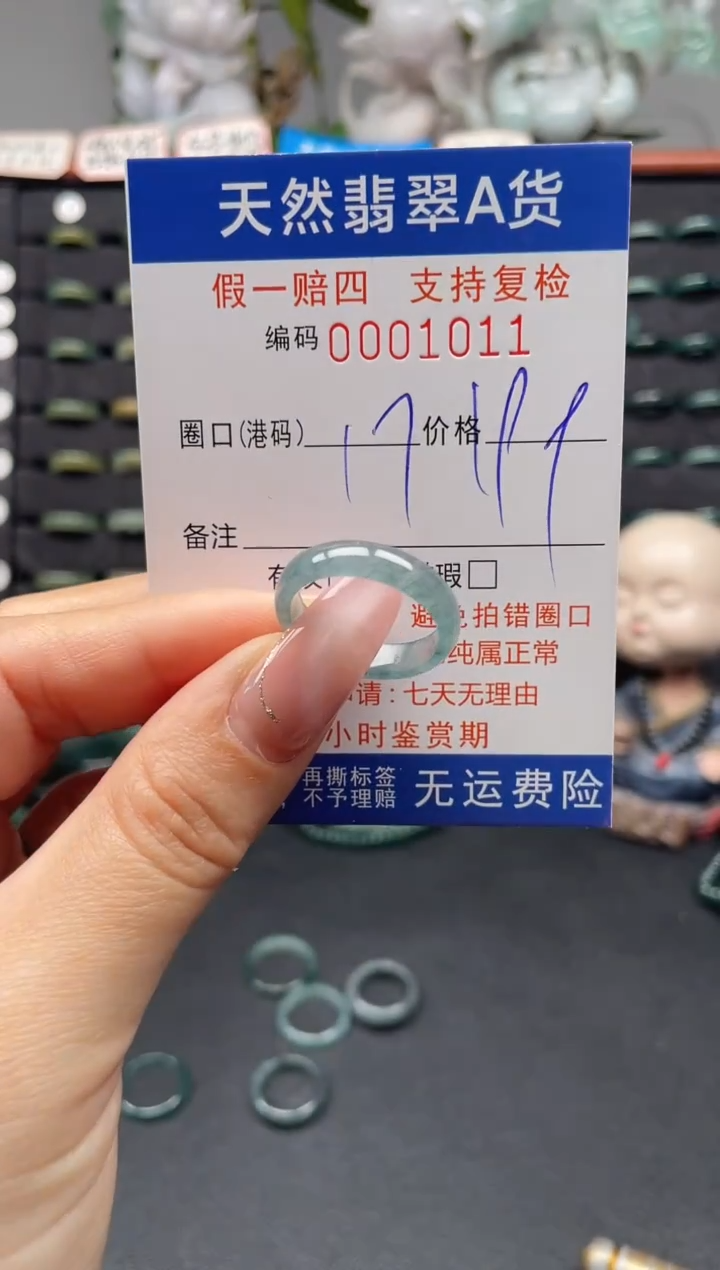 天然翡翠A货
假一赔四 支持复检
编码 0001011
圈口(港码) 17 价格 199
备注
有 瑕
避免拍错圈口
纯属正常
请：七天无理由
小时鉴赏期
再撕标签
不予理赔
无运费险